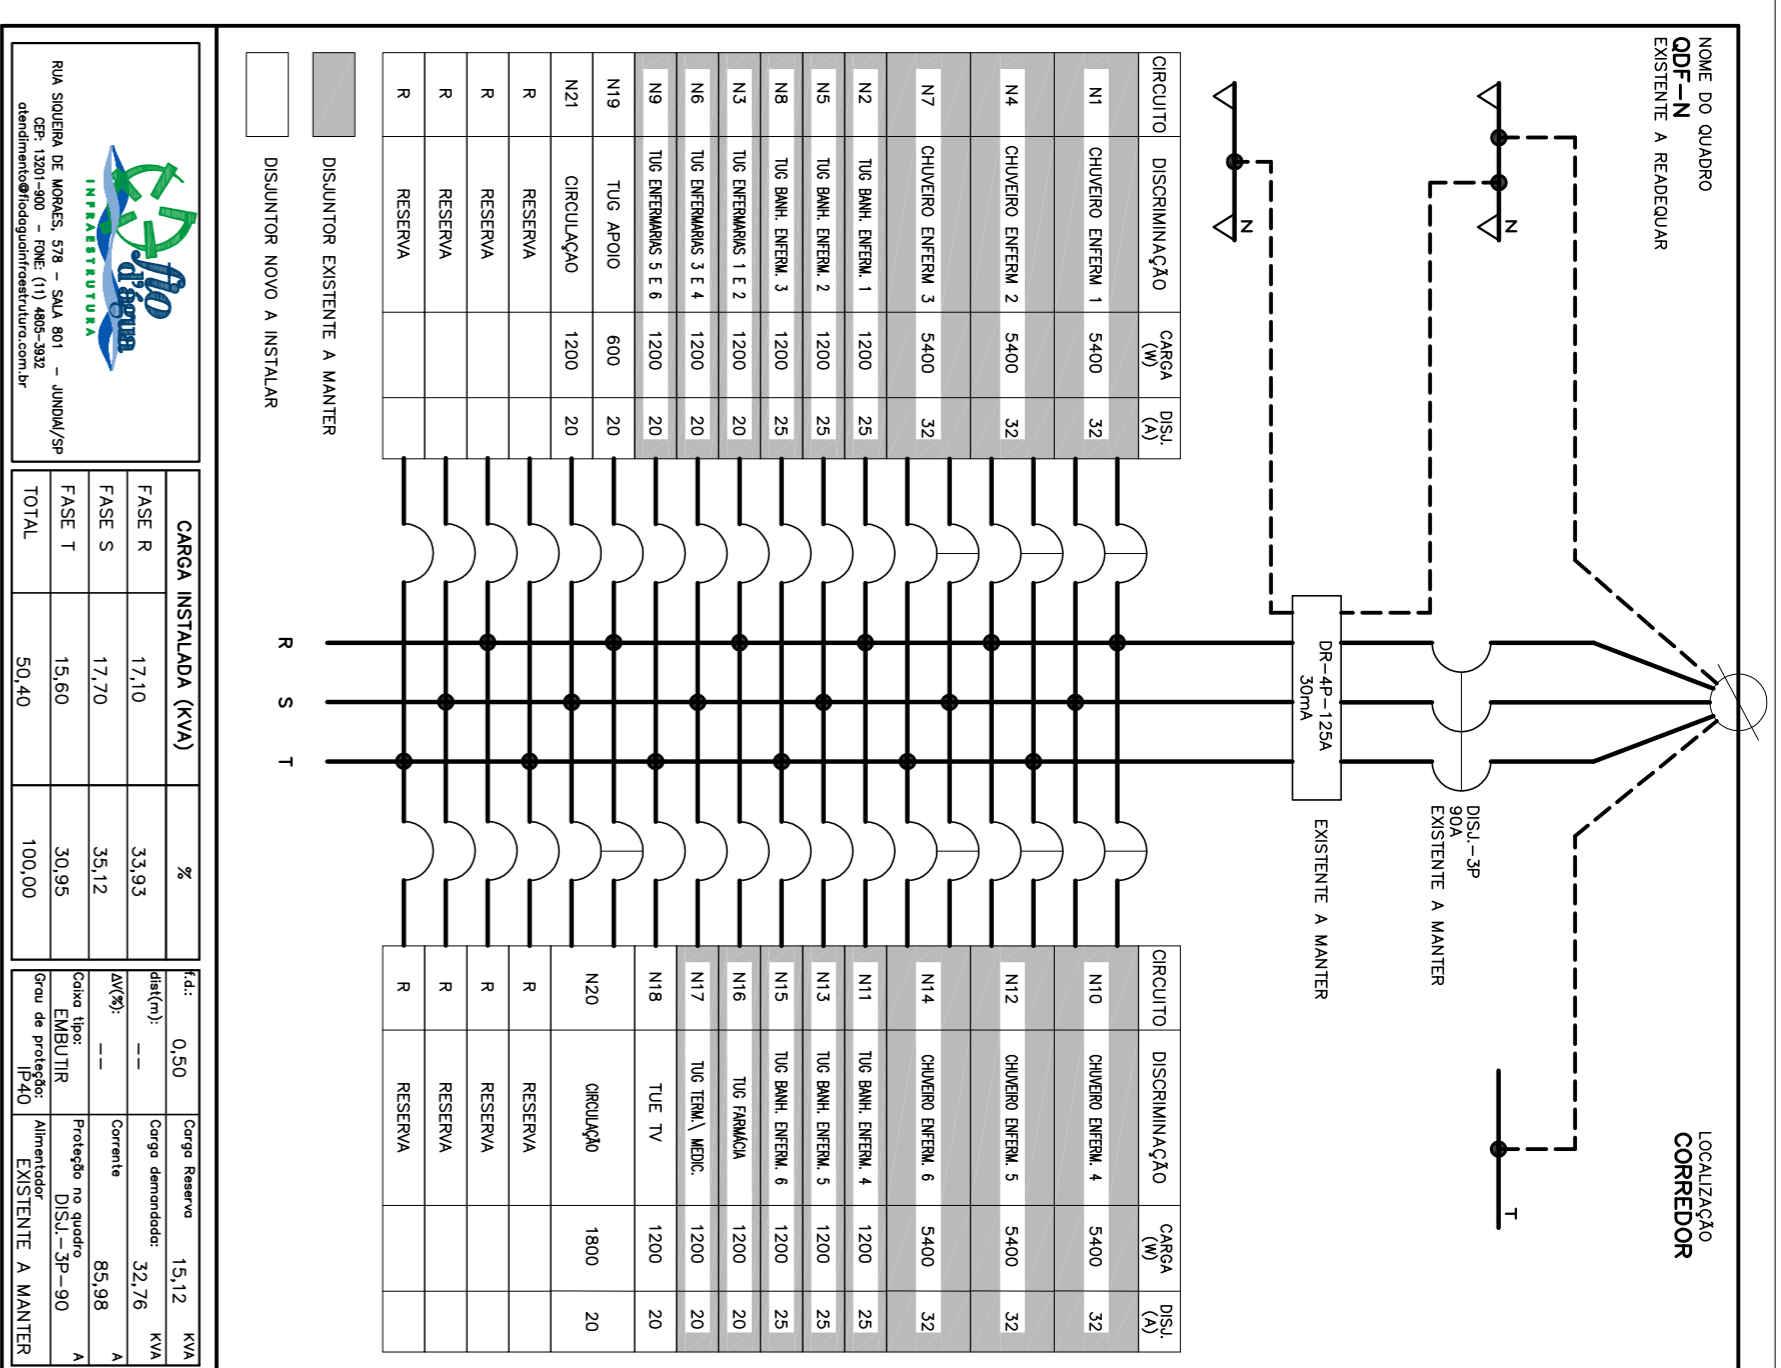 NOME DO QUADRO
QDF-N
EXISTENTE A READEQUAR
LOCALIZAÇÃO
CORREDOR
N
N
T
DISJ.-3P
90A
EXISTENTE A MANTER
DR-4P-125A
30mA
EXISTENTE A MANTER
CIRCUITO DISCRIMINAÇÃO CARGA (W) DISJ. (A)
N1 CHUVEIRO ENFERM 1 5400 32
N4 CHUVEIRO ENFERM 2 5400 32
N7 CHUVEIRO ENFERM 3 5400 32
N2 TUG BANH. ENFERM. 1 1200 25
N5 TUG BANH. ENFERM. 2 1200 25
N8 TUG BANH. ENFERM. 3 1200 25
N3 TUG ENFERMARIAS 1 E 2 1200 20
N6 TUG ENFERMARIAS 3 E 4 1200 20
N9 TUG ENFERMARIAS 5 E 6 1200 20
N19 TUG APOIO 600 20
N21 CIRCULAÇAO 1200 20
R RESERVA
R RESERVA
R RESERVA
R RESERVA
CIRCUITO DISCRIMINAÇÃO CARGA (W) DISJ. (A)
N10 CHUVEIRO ENFERM. 4 5400 32
N12 CHUVEIRO ENFERM. 5 5400 32
N14 CHUVEIRO ENFERM. 6 5400 32
N11 TUG BANH. ENFERM. 4 1200 25
N13 TUG BANH. ENFERM. 5 1200 25
N15 TUG BANH. ENFERM. 6 1200 25
N16 TUG FARMÁCIA 1200 20
N17 TUG TERM.\ MEDIC. 1200 20
N18 TUE TV 1200 20
N20 CIRCULAÇÃO 1800 20
R RESERVA
R RESERVA
R RESERVA
R RESERVA
R
S
T
DISJUNTOR EXISTENTE A MANTER
DISJUNTOR NOVO A INSTALAR
fio
d'água
INFRAESTRUTURA
RUA SIQUEIRA DE MORAES, 578 - SALA 801 - JUNDIAÍ/SP
CEP: 13201-900 - FONE: (11) 4805-3932
atendimento@fiodaguainfraestrutura.com.br
CARGA INSTALADA (KVA) %
FASE R 17,10 33,93
FASE S 17,70 35,12
FASE T 15,60 30,95
TOTAL 50,40 100,00
f.d.: 0,50
dist(m): --
ΔV(%): --
Caixa tipo:
EMBUTIR
Grau de proteção:
IP40
Carga Reserva 15,12 KVA
Carga demandada: 32,76 KVA
Corrente 85,98 A
Proteção no quadro
DISJ.-3P-90 A
Alimentador
EXISTENTE A MANTER